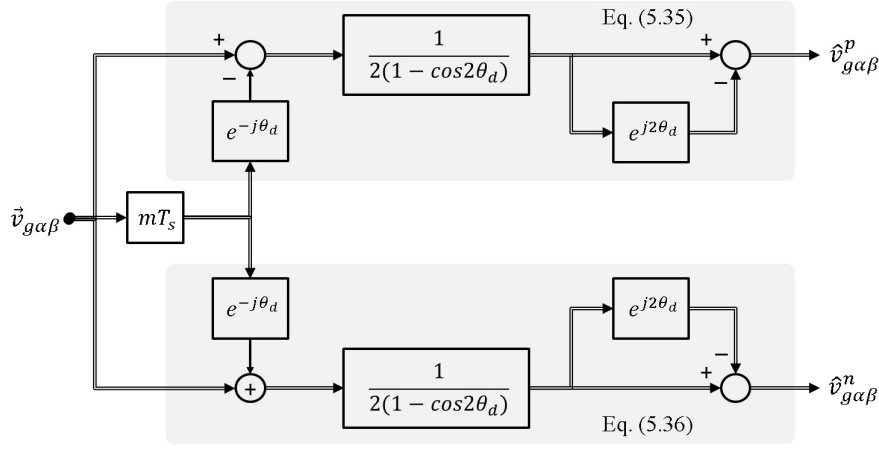 Eq. (5.35)
+
−
1
2(1 − cos2θ_d)
+
−
v̂^p_{gαβ}
e^{−jθ_d}
e^{j2θ_d}
v⃗_{gαβ}
mT_s
e^{−jθ_d}
e^{j2θ_d}
+
1
2(1 − cos2θ_d)
−
+
v̂^n_{gαβ}
Eq. (5.36)